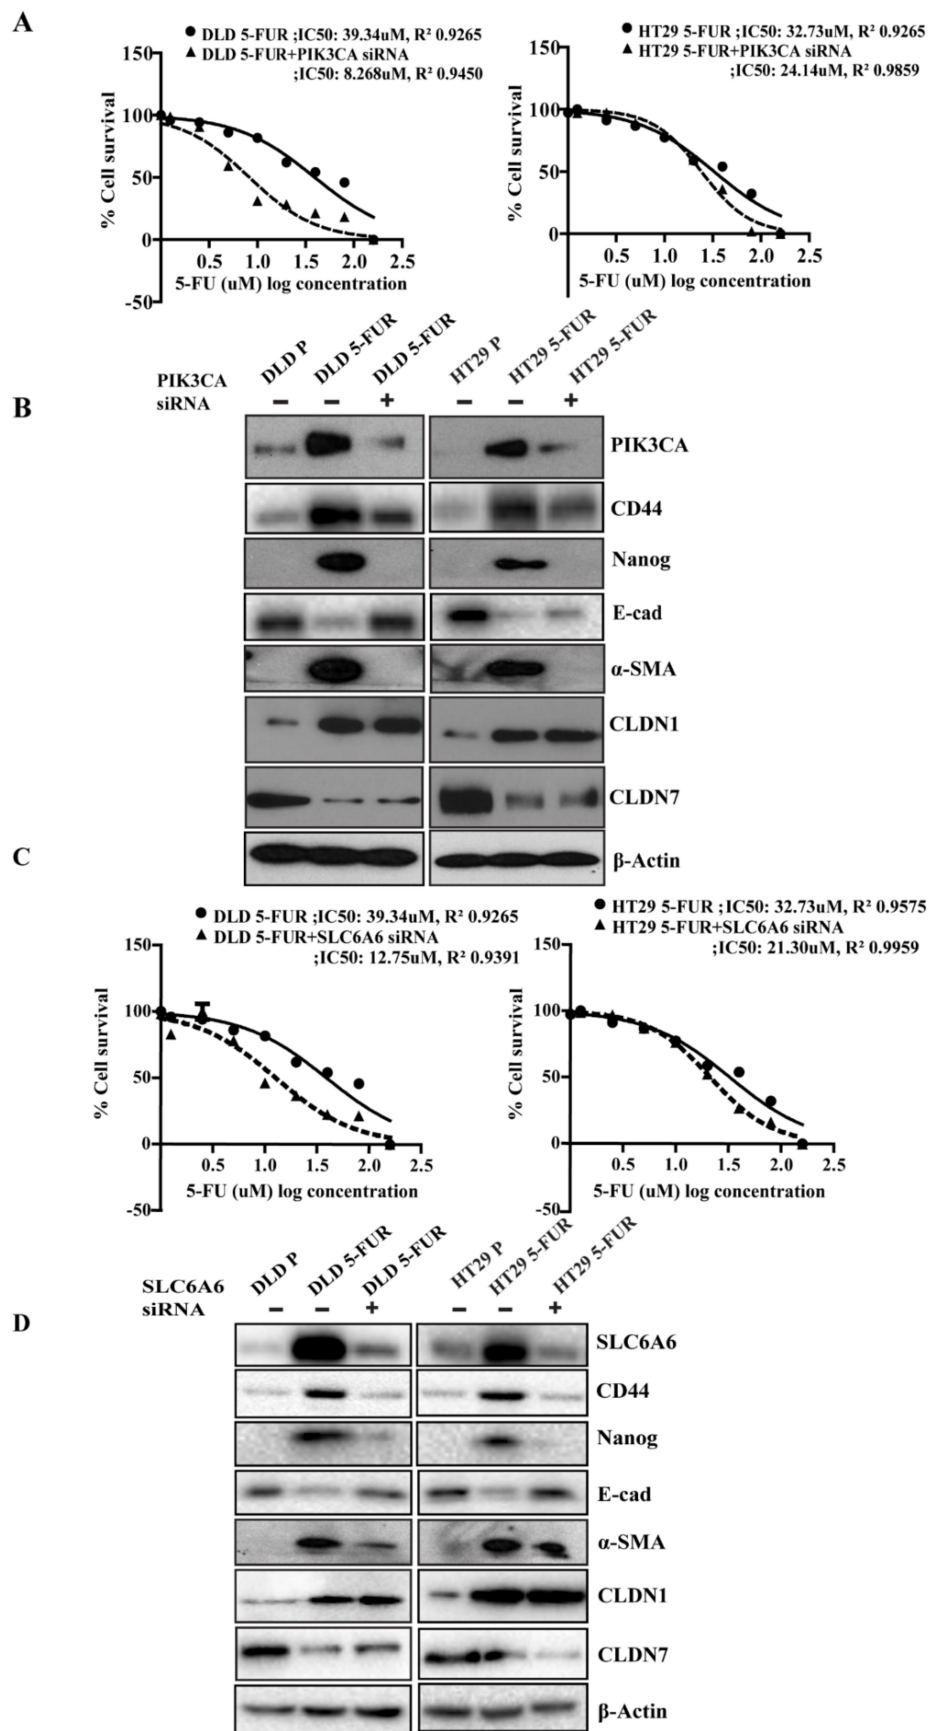 A
● DLD 5-FUR ;IC50: 39.34uM, R² 0.9265
▲ DLD 5-FUR+PIK3CA siRNA
;IC50: 8.268uM, R² 0.9450
● HT29 5-FUR ; IC50: 32.73uM, R² 0.9265
▲ HT29 5-FUR+PIK3CA siRNA
;IC50: 24.14uM, R² 0.9859
% Cell survival
150
100
50
0
-50
0.5 1.0 1.5 2.0 2.5
5-FU (uM) log concentration
% Cell survival
150
100
50
0
0.5 1.0 1.5 2.0 2.5
5-FU (uM) log concentration
B
PIK3CA
siRNA
DLD P DLD 5-FUR DLD 5-FUR HT29 P HT29 5-FUR HT29 5-FUR
− − + − − +
PIK3CA
CD44
Nanog
E-cad
α-SMA
CLDN1
CLDN7
β-Actin
C
● DLD 5-FUR ;IC50: 39.34uM, R² 0.9265
▲ DLD 5-FUR+SLC6A6 siRNA
;IC50: 12.75uM, R² 0.9391
● HT29 5-FUR ;IC50: 32.73uM, R² 0.9575
▲ HT29 5-FUR+SLC6A6 siRNA
;IC50: 21.30uM, R² 0.9959
% Cell survival
150
100
50
0
-50
0.5 1.0 1.5 2.0 2.5
5-FU (uM) log concentration
% Cell survival
150
100
50
0
-50
0.5 1.0 1.5 2.0 2.5
5-FU (uM) log concentration
D
SLC6A6
siRNA
DLD P DLD 5-FUR DLD 5-FUR HT29 P HT29 5-FUR HT29 5-FUR
− − + − − +
SLC6A6
CD44
Nanog
E-cad
α-SMA
CLDN1
CLDN7
β-Actin